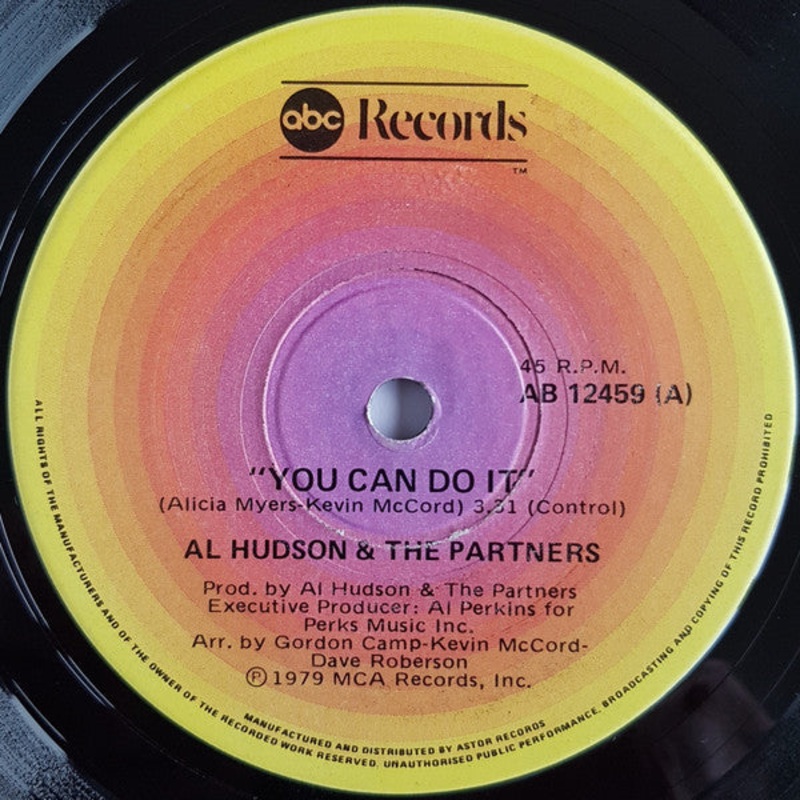 abc Records
TM
45 R.P.M.
AB 12459 (A)
"YOU CAN DO IT"
(Alicia Myers-Kevin McCord) 3.31 (Control)
AL HUDSON & THE PARTNERS
Prod. by Al Hudson & The Partners
Executive Producer: Al Perkins for
Perks Music Inc.
Arr. by Gordon Camp-Kevin McCord-
Dave Roberson
Ⓟ 1979 MCA Records, Inc.
MANUFACTURED AND DISTRIBUTED BY ASTOR RECORDS
ALL RIGHTS OF THE MANUFACTURERS AND OF THE OWNER OF THE RECORDED WORK RESERVED. UNAUTHORISED PUBLIC PERFORMANCE, BROADCASTING AND COPYING OF THIS RECORD PROHIBITED